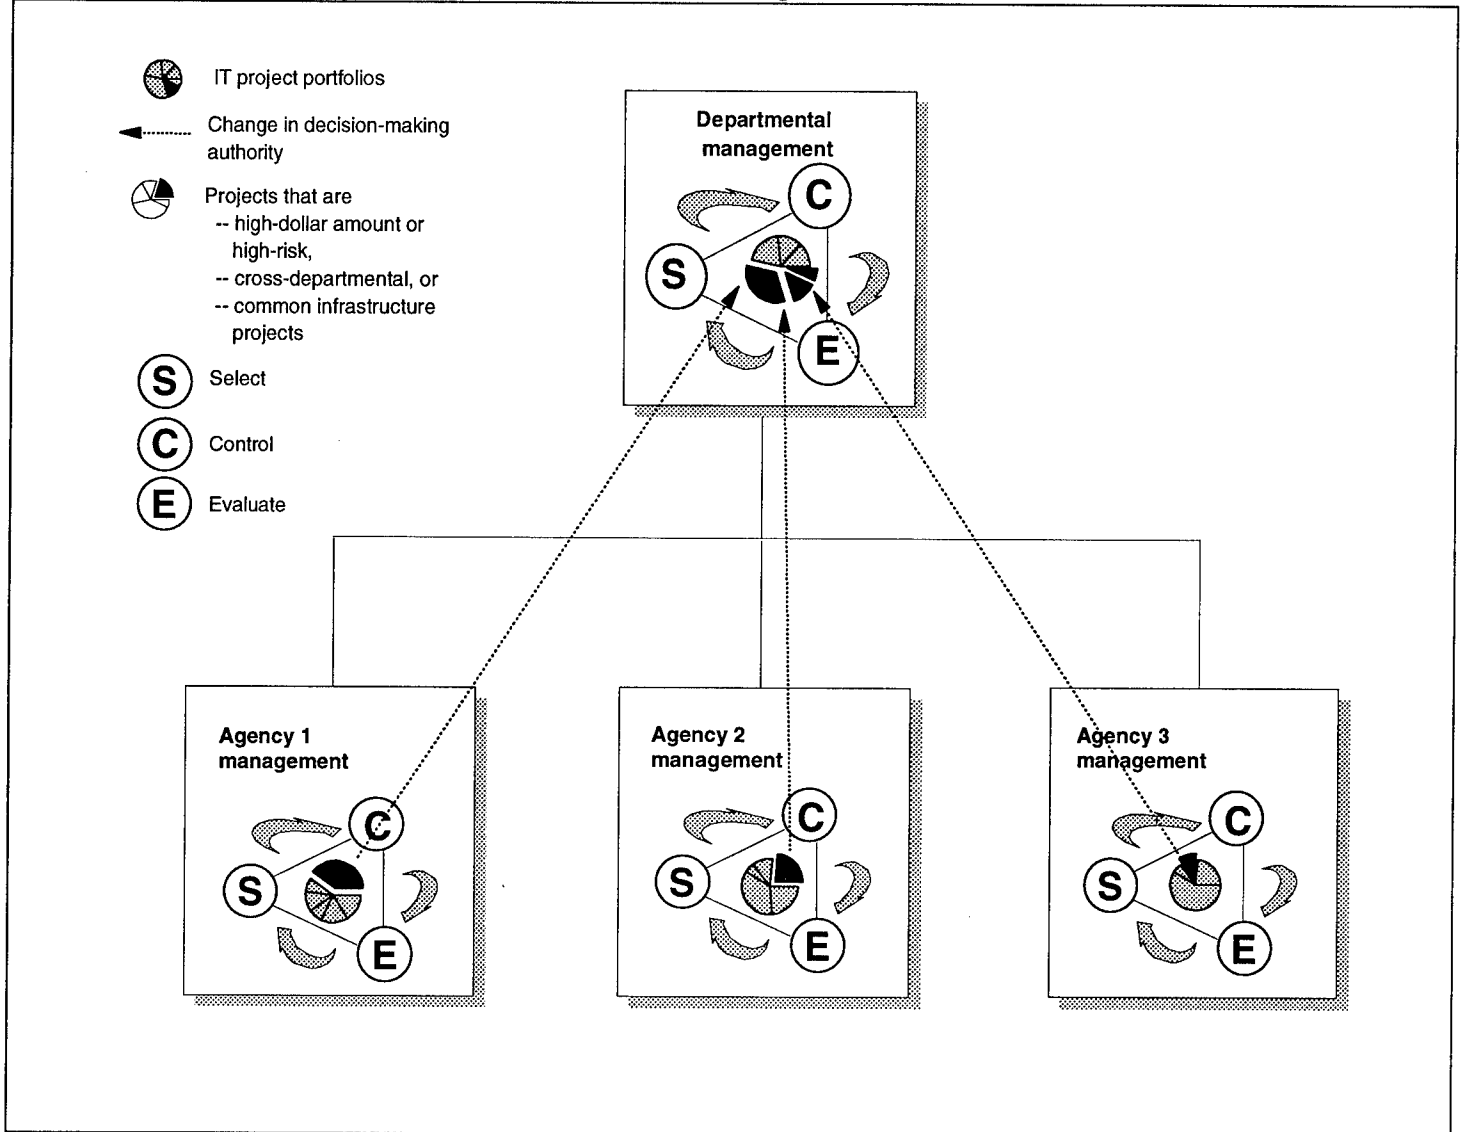 IT project portfolios
Change in decision-making
authority
Projects that are
-- high-dollar amount or
high-risk,
-- cross-departmental, or
-- common infrastructure
projects
S Select
C Control
E Evaluate
Departmental
management
C
S
E
Agency 1
management
C
S
E
Agency 2
management
C
S
E
Agency 3
management
C
S
E